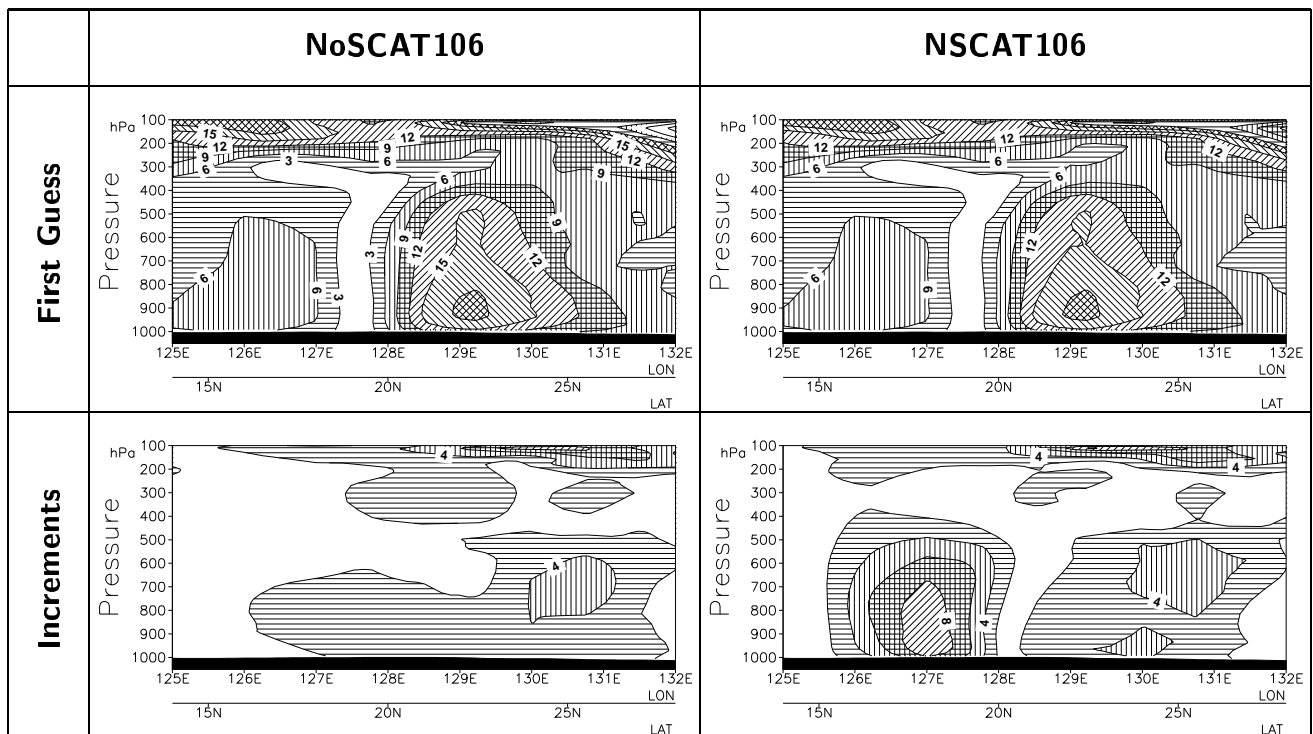 NoSCAT106
NSCAT106
First Guess
hPa
Pressure
100
200
300
400
500
600
700
800
900
1000
15
12
9
6
3
9
12
6
6
15
12
9
9
12
6
6
3
3
9
12
15
125E 126E 127E 128E 129E 130E 131E 132E
LON
15N 20N 25N
LAT
hPa
Pressure
100
200
300
400
500
600
700
800
900
1000
12
6
12
6
6
12
12
12
6
6
125E 126E 127E 128E 129E 130E 131E 132E
LON
15N 20N 25N
LAT
Increments
hPa
Pressure
100
200
300
400
500
600
700
800
900
1000
4
4
125E 126E 127E 128E 129E 130E 131E 132E
LON
15N 20N 25N
LAT
hPa
Pressure
100
200
300
400
500
600
700
800
900
1000
4
4
4
8
4
125E 126E 127E 128E 129E 130E 131E 132E
LON
15N 20N 25N
LAT